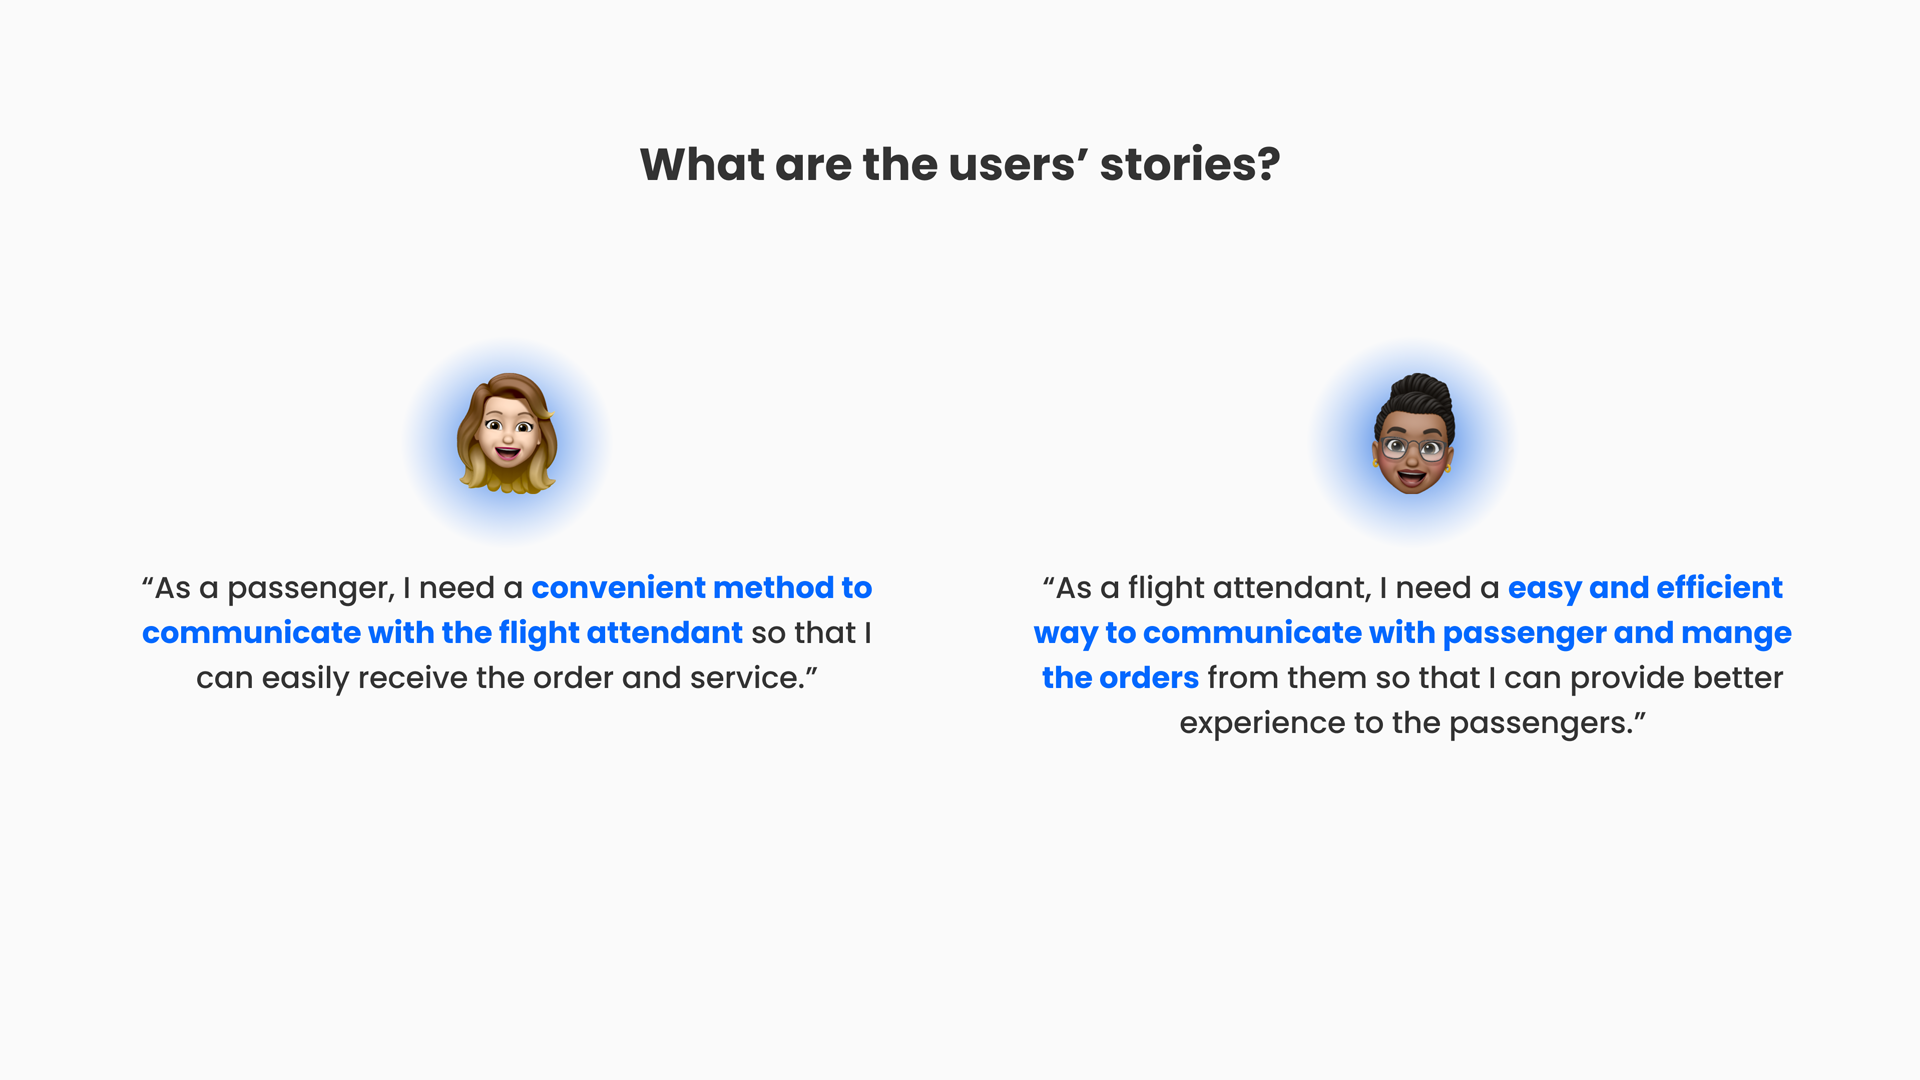 What are the users’ stories?
“As a passenger, I need a convenient method to
communicate with the flight attendant so that I
can easily receive the order and service.”
“As a flight attendant, I need a easy and efficient
way to communicate with passenger and mange
the orders from them so that I can provide better
experience to the passengers.”